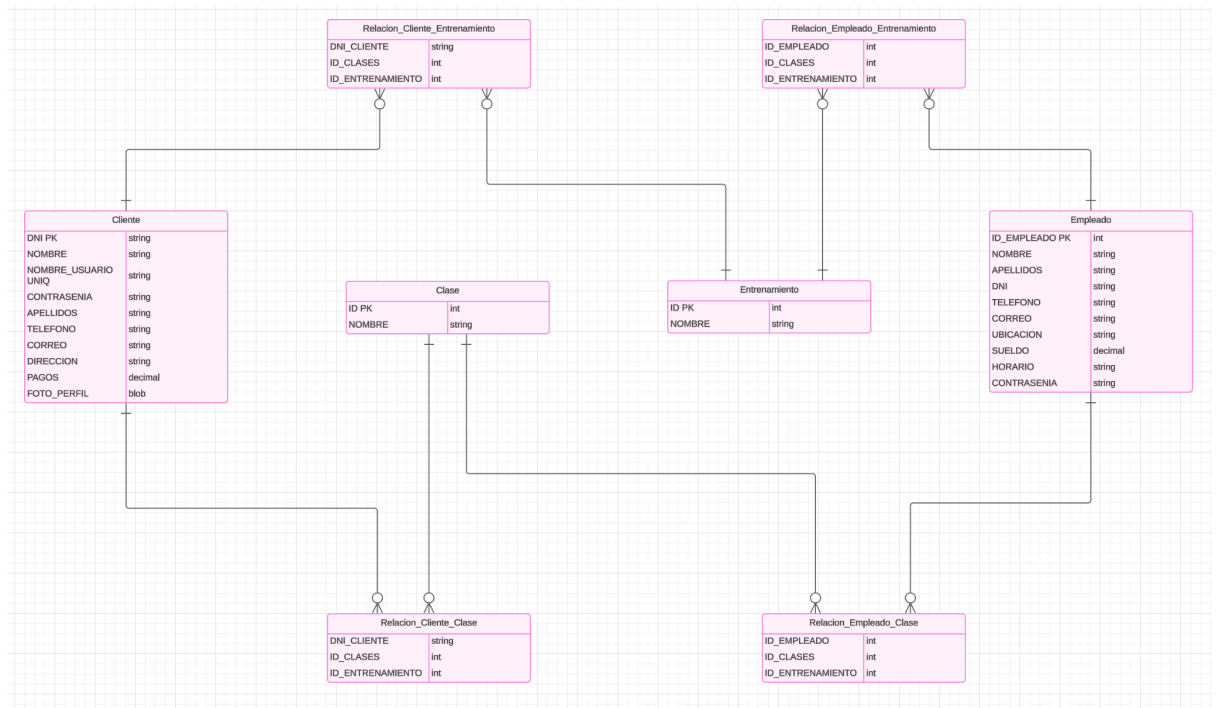 Relacion_Cliente_Entrenamiento
DNI_CLIENTE string
ID_CLASES int
ID_ENTRENAMIENTO int
Relacion_Empleado_Entrenamiento
ID_EMPLEADO int
ID_CLASES int
ID_ENTRENAMIENTO int
Cliente
DNI PK string
NOMBRE string
NOMBRE_USUARIO
UNIQ string
CONTRASENIA string
APELLIDOS string
TELEFONO string
CORREO string
DIRECCION string
PAGOS decimal
FOTO_PERFIL blob
Clase
ID PK int
NOMBRE string
Entrenamiento
ID PK int
NOMBRE string
Empleado
ID_EMPLEADO PK int
NOMBRE string
APELLIDOS string
DNI string
TELEFONO string
CORREO string
UBICACION string
SUELDO decimal
HORARIO string
CONTRASENIA string
Relacion_Cliente_Clase
DNI_CLIENTE string
ID_CLASES int
ID_ENTRENAMIENTO int
Relacion_Empleado_Clase
ID_EMPLEADO int
ID_CLASES int
ID_ENTRENAMIENTO int